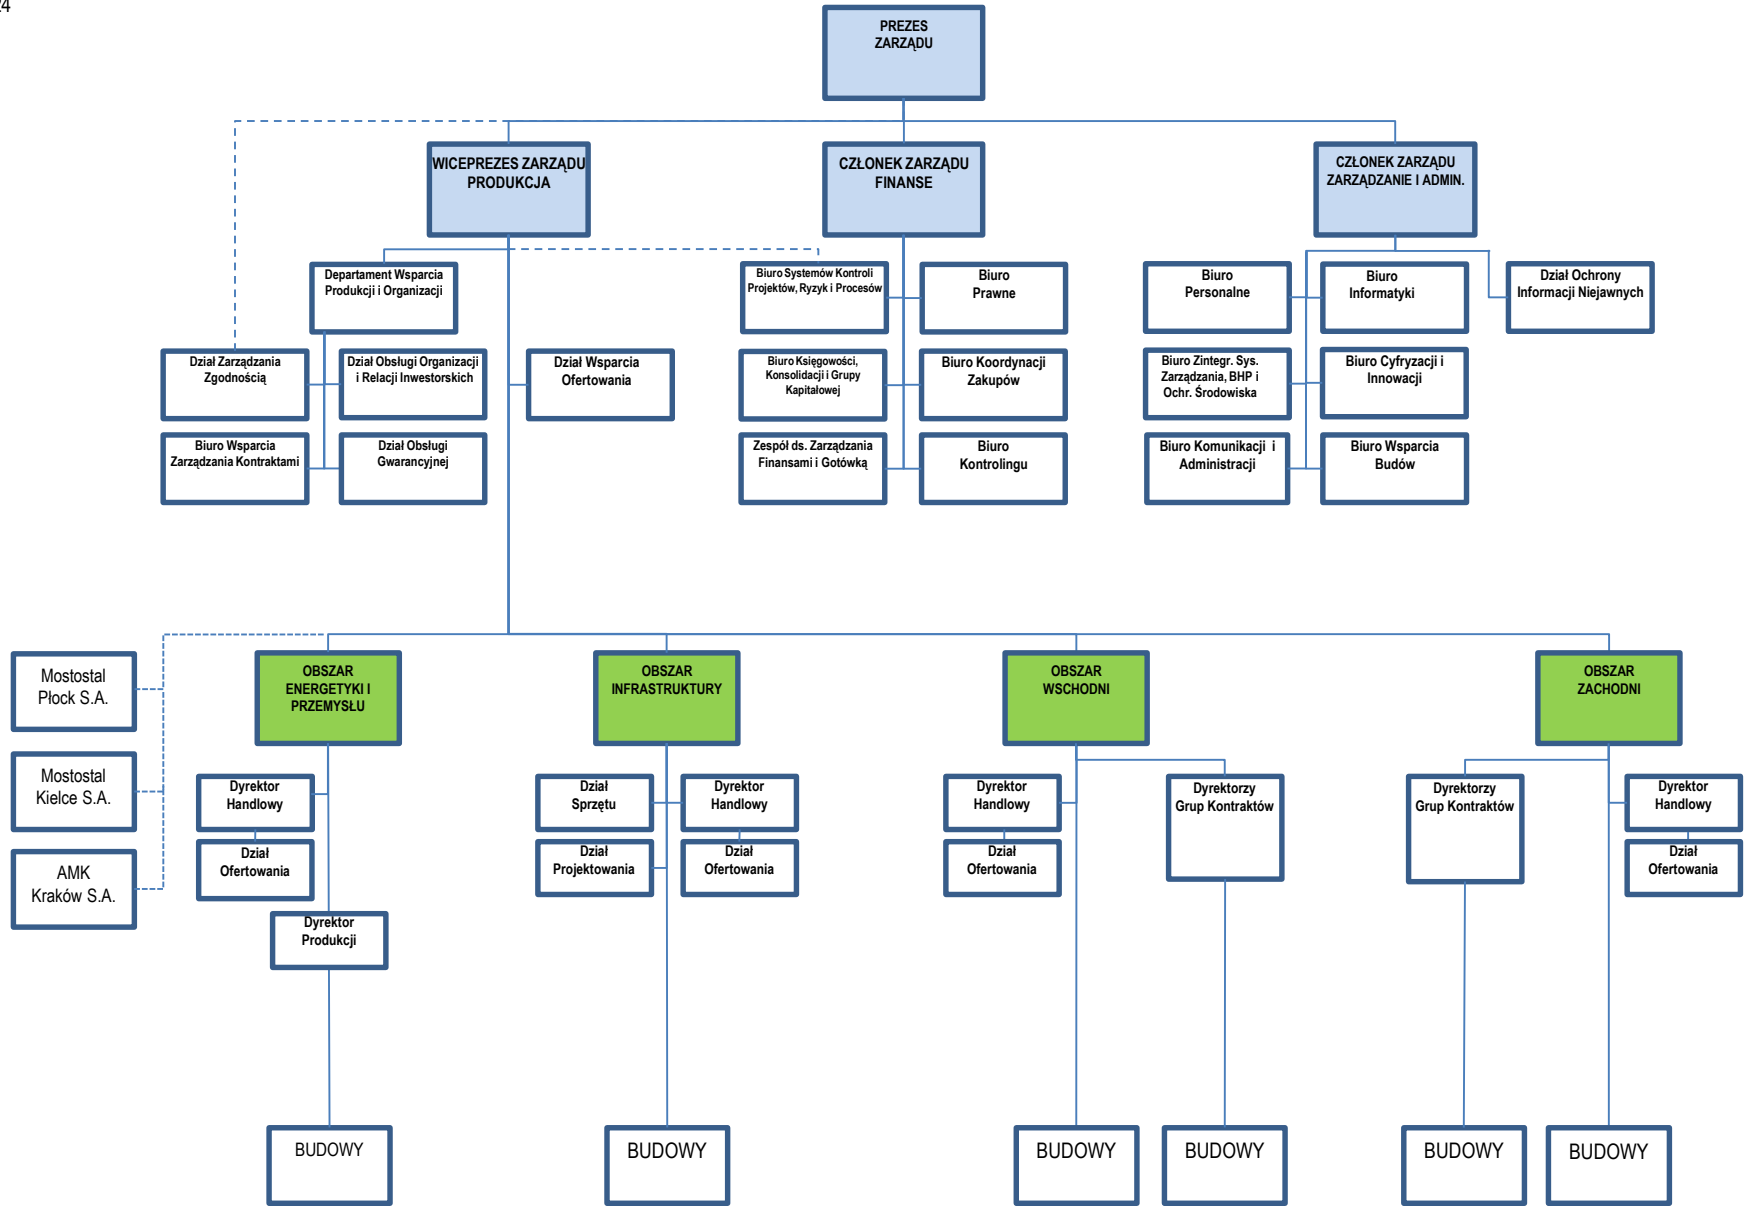 24
PREZES
ZARZĄDU
WICEPREZES ZARZĄDU
PRODUKCJA
CZŁONEK ZARZĄDU
FINANSE
CZŁONEK ZARZĄDU
ZARZĄDZANIE I ADMIN.
Departament Wsparcia
Produkcji i Organizacji
Biuro Systemów Kontroli
Projektów, Ryzyk i Procesów
Biuro
Prawne
Biuro
Personalne
Biuro
Informatyki
Dział Ochrony
Informacji Niejawnych
Dział Zarządzania
Zgodnością
Dział Obsługi Organizacji
i Relacji Inwestorskich
Dział Wsparcia
Ofertowania
Biuro Księgowości,
Konsolidacji i Grupy
Kapitałowej
Biuro Koordynacji
Zakupów
Biuro Zintegr. Sys.
Zarządzania, BHP i
Ochr. Środowiska
Biuro Cyfryzacji i
Innowacji
Biuro Wsparcia
Zarządzania Kontraktami
Dział Obsługi
Gwarancyjnej
Zespół ds. Zarządzania
Finansami i Gotówką
Biuro
Kontrolingu
Biuro Komunikacji i
Administracji
Biuro Wsparcia
Budów
Mostostal
Płock S.A.
OBSZAR
ENERGETYKI I
PRZEMYSŁU
OBSZAR
INFRASTRUKTURY
OBSZAR
WSCHODNI
OBSZAR
ZACHODNI
Mostostal
Kielce S.A.
Dyrektor
Handlowy
Dział
Sprzętu
Dyrektor
Handlowy
Dyrektor
Handlowy
Dyrektorzy
Grup Kontraktów
Dyrektorzy
Grup Kontraktów
Dyrektor
Handlowy
AMK
Kraków S.A.
Dział
Ofertowania
Dział
Projektowania
Dział
Ofertowania
Dział
Ofertowania
Dział
Ofertowania
Dyrektor
Produkcji
BUDOWY
BUDOWY
BUDOWY
BUDOWY
BUDOWY
BUDOWY